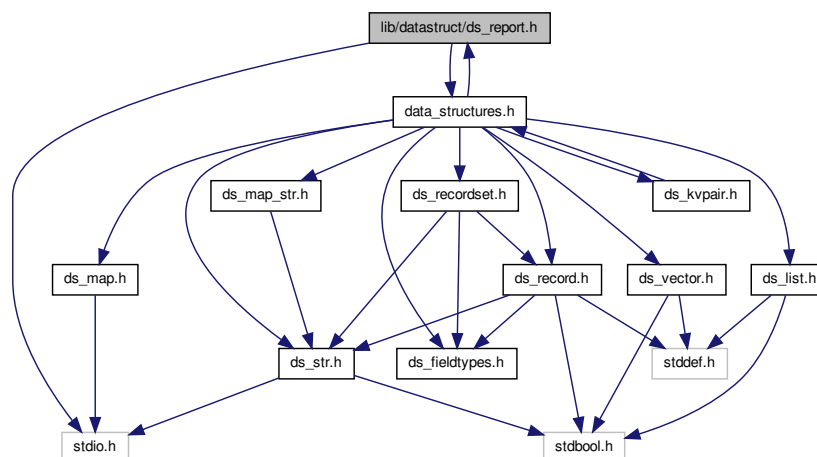 lib/datastruct/ds_report.h
data_structures.h
ds_map_str.h
ds_recordset.h
ds_kvpair.h
ds_map.h
ds_record.h
ds_vector.h
ds_list.h
ds_str.h
ds_fieldtypes.h
stddef.h
stdio.h
stdbool.h